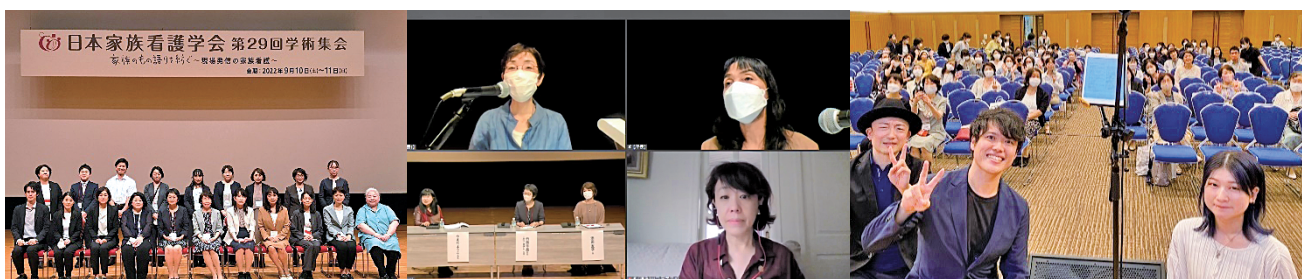 日本家族看護学会 第29回学術集会
家族のもの語りを紡ぐ～現場発信の家族看護～
会期：2022年9月10日(土)～11日(日)